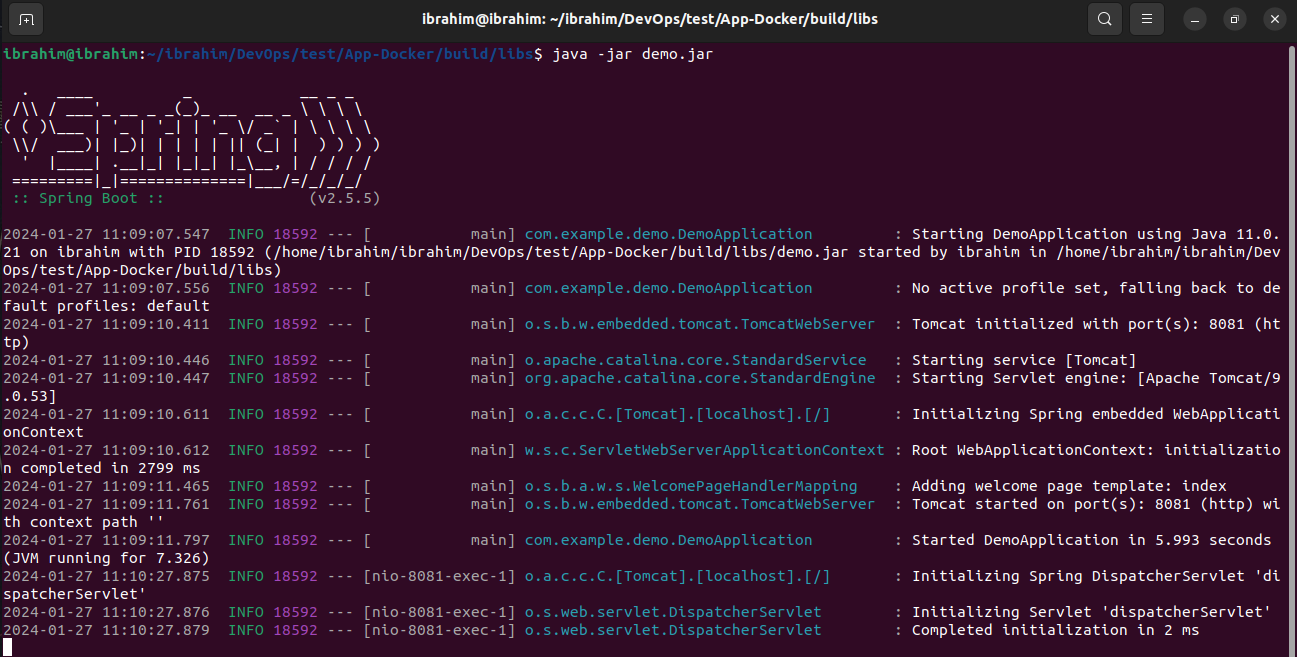 ibrahim@ibrahim: ~/ibrahim/DevOps/test/App-Docker/build/libs
ibrahim@ibrahim:~/ibrahim/DevOps/test/App-Docker/build/libs$ java -jar demo.jar

  .   ____          _            __ _ _
 /\\ / ___'_ __ _ _(_)_ __  __ _ \ \ \ \
( ( )\___ | '_ | '_| | '_ \/ _` | \ \ \ \
 \\/  ___)| |_)| | | | | || (_| |  ) ) ) )
  '  |____| .__|_| |_|_| |_\__, | / / / /
 =========|_|==============|___/=/_/_/_/
 :: Spring Boot ::                (v2.5.5)

2024-01-27 11:09:07.547  INFO 18592 --- [           main] com.example.demo.DemoApplication         : Starting DemoApplication using Java 11.0.
21 on ibrahim with PID 18592 (/home/ibrahim/ibrahim/DevOps/test/App-Docker/build/libs/demo.jar started by ibrahim in /home/ibrahim/ibrahim/Dev
Ops/test/App-Docker/build/libs)
2024-01-27 11:09:07.556  INFO 18592 --- [           main] com.example.demo.DemoApplication         : No active profile set, falling back to de
fault profiles: default
2024-01-27 11:09:10.411  INFO 18592 --- [           main] o.s.b.w.embedded.tomcat.TomcatWebServer  : Tomcat initialized with port(s): 8081 (ht
tp)
2024-01-27 11:09:10.446  INFO 18592 --- [           main] o.apache.catalina.core.StandardService   : Starting service [Tomcat]
2024-01-27 11:09:10.447  INFO 18592 --- [           main] org.apache.catalina.core.StandardEngine  : Starting Servlet engine: [Apache Tomcat/9
.0.53]
2024-01-27 11:09:10.611  INFO 18592 --- [           main] o.a.c.c.C.[Tomcat].[localhost].[/]       : Initializing Spring embedded WebApplicati
onContext
2024-01-27 11:09:10.612  INFO 18592 --- [           main] w.s.c.ServletWebServerApplicationContext : Root WebApplicationContext: initializatio
n completed in 2799 ms
2024-01-27 11:09:11.465  INFO 18592 --- [           main] o.s.b.a.w.s.WelcomePageHandlerMapping    : Adding welcome page template: index
2024-01-27 11:09:11.761  INFO 18592 --- [           main] o.s.b.w.embedded.tomcat.TomcatWebServer  : Tomcat started on port(s): 8081 (http) wi
th context path ''
2024-01-27 11:09:11.797  INFO 18592 --- [           main] com.example.demo.DemoApplication         : Started DemoApplication in 5.993 seconds
(JVM running for 7.326)
2024-01-27 11:10:27.875  INFO 18592 --- [nio-8081-exec-1] o.a.c.c.C.[Tomcat].[localhost].[/]       : Initializing Spring DispatcherServlet 'di
spatcherServlet'
2024-01-27 11:10:27.876  INFO 18592 --- [nio-8081-exec-1] o.s.web.servlet.DispatcherServlet        : Initializing Servlet 'dispatcherServlet'
2024-01-27 11:10:27.879  INFO 18592 --- [nio-8081-exec-1] o.s.web.servlet.DispatcherServlet        : Completed initialization in 2 ms